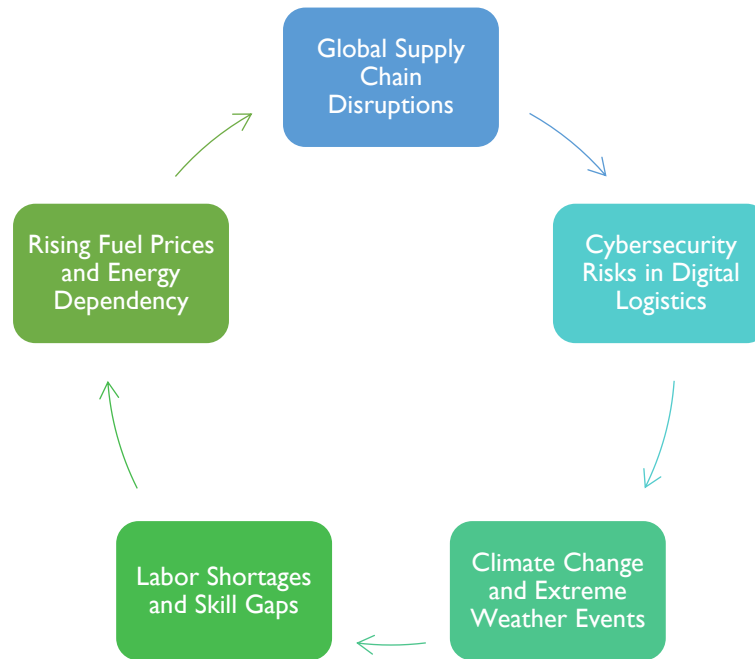 Global Supply
Chain
Disruptions
Cybersecurity
Risks in Digital
Logistics
Climate Change
and Extreme
Weather Events
Labor Shortages
and Skill Gaps
Rising Fuel Prices
and Energy
Dependency